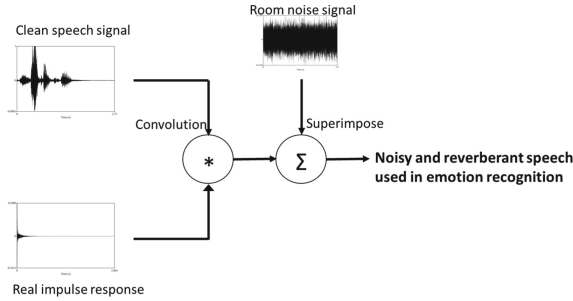 Room noise signal
Clean speech signal
Convolution
Superimpose
*
Σ
Noisy and reverberant speech
used in emotion recognition
Real impulse response